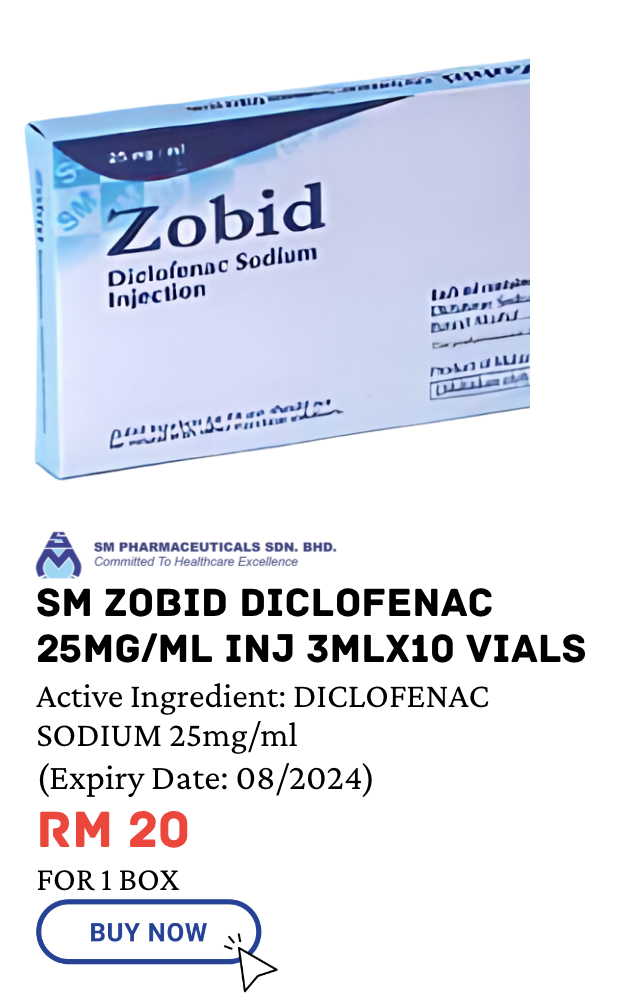 25 mg / ml
SM
Zobid
Diclofenac Sodium
Injection
SM PHARMACEUTICALS SDN. BHD.
Committed To Healthcare Excellence
SM ZOBID DICLOFENAC
25MG/ML INJ 3MLX10 VIALS
Active Ingredient: DICLOFENAC
SODIUM 25mg/ml
(Expiry Date: 08/2024)
RM 20
FOR 1 BOX
BUY NOW